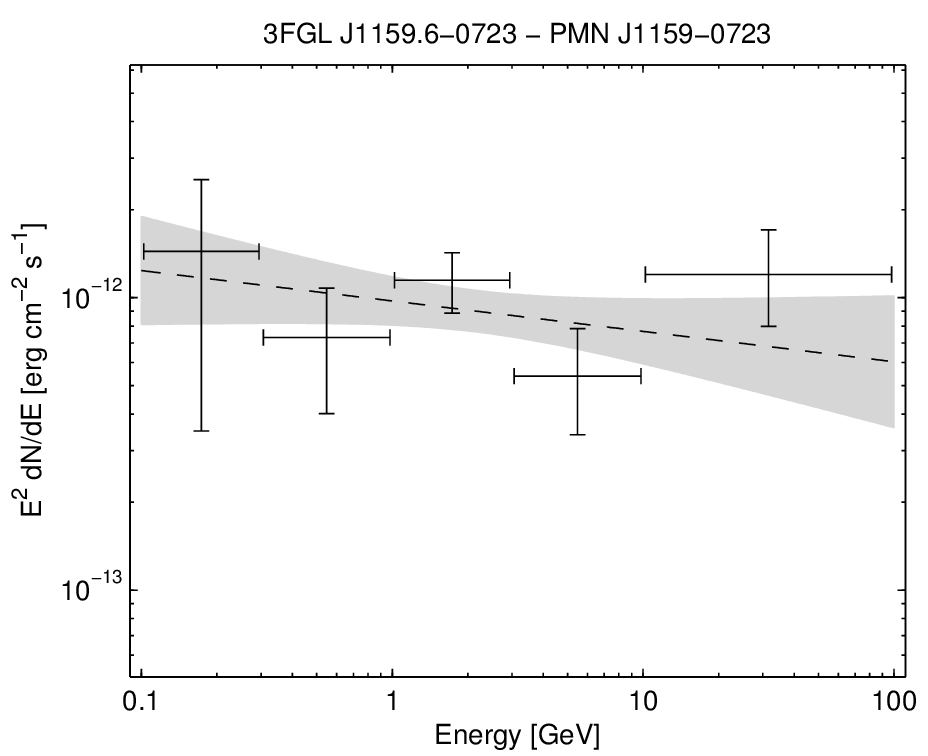 3FGL J1159.6−0723 − PMN J1159−0723
E² dN/dE [erg cm⁻² s⁻¹]
10⁻¹²
10⁻¹³
0.1 1 10 100
Energy [GeV]